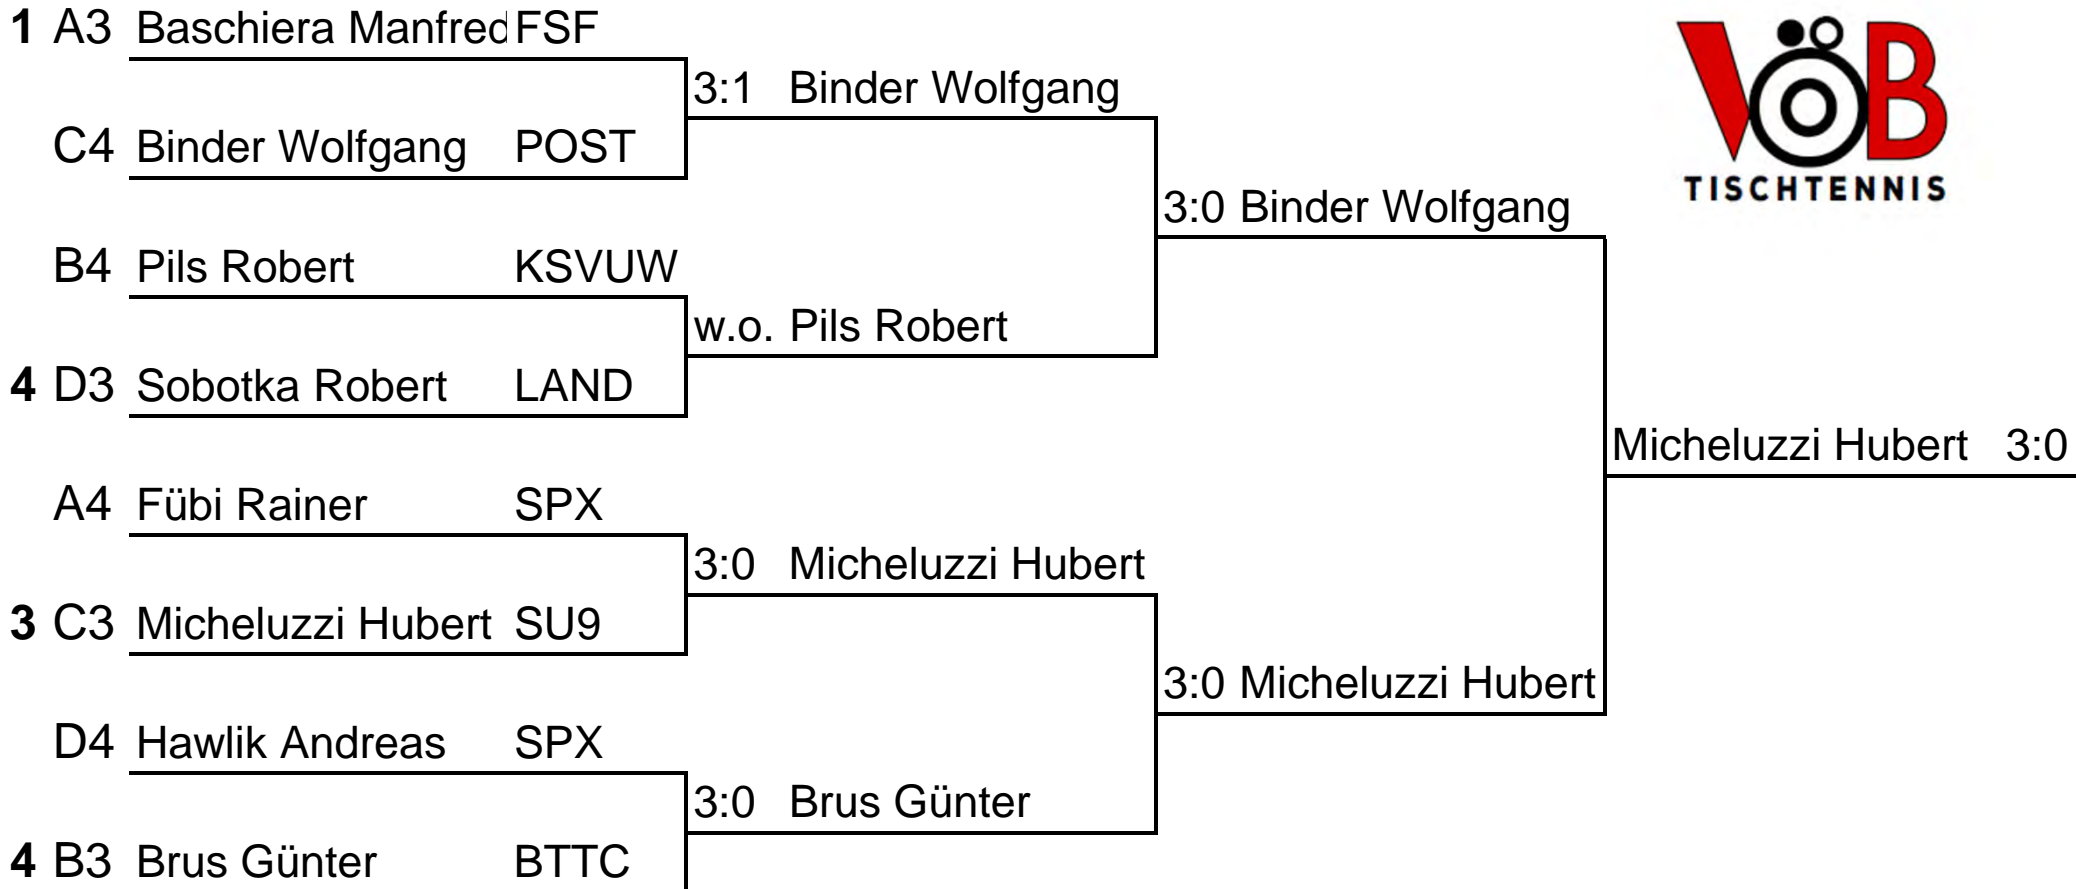 1 A3 Baschiera Manfred FSF
VÖB
3:1 Binder Wolfgang
C4 Binder Wolfgang POST
TISCHTENNIS
3:0 Binder Wolfgang
B4 Pils Robert KSVUW
w.o. Pils Robert
4 D3 Sobotka Robert LAND
Micheluzzi Hubert 3:0
A4 Fübi Rainer SPX
3:0 Micheluzzi Hubert
3 C3 Micheluzzi Hubert SU9
3:0 Micheluzzi Hubert
D4 Hawlik Andreas SPX
3:0 Brus Günter
4 B3 Brus Günter BTTC